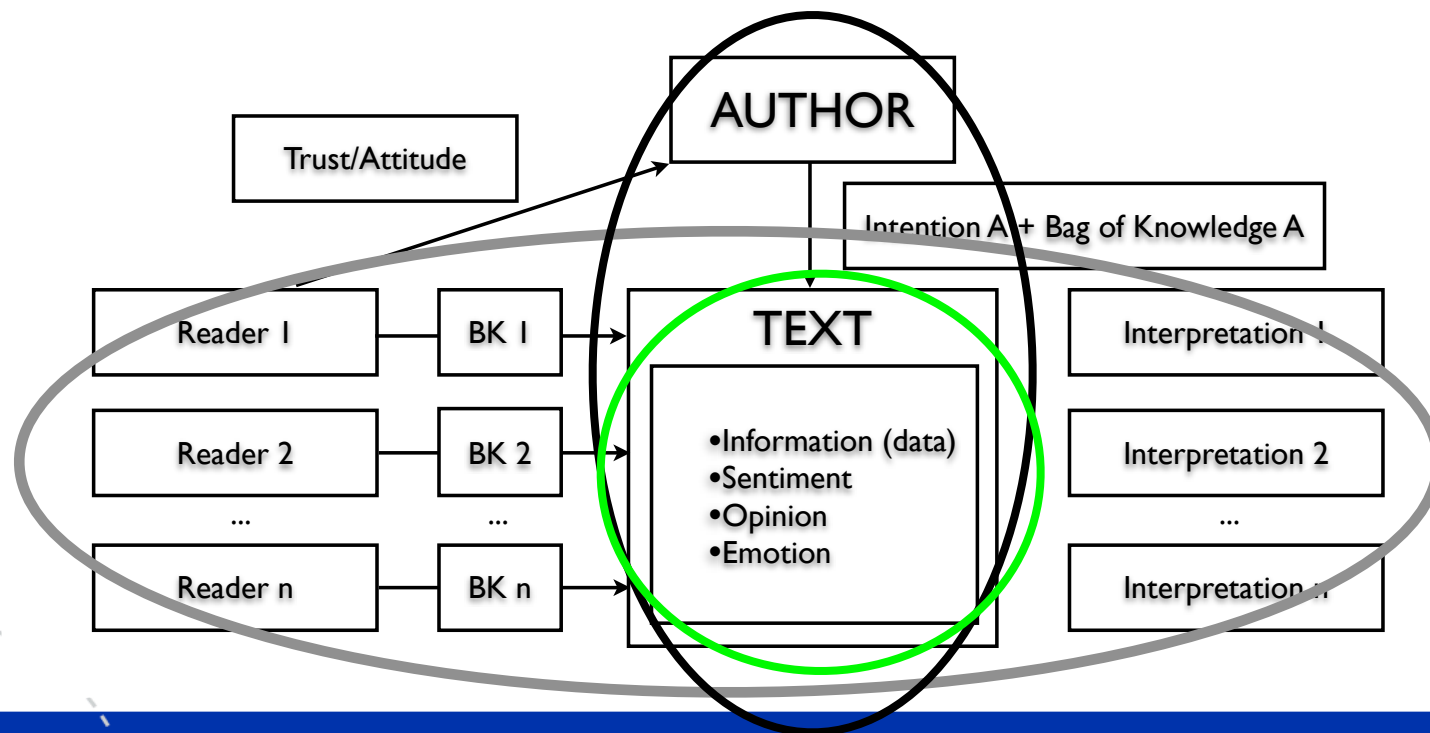 AUTHOR
Trust/Attitude
Intention A + Bag of Knowledge A
Reader 1
BK 1
TEXT
Interpretation 1
•Information (data)
Reader 2
BK 2
•Sentiment
Interpretation 2
...
...
•Opinion
...
•Emotion
Reader n
BK n
Interpretation n